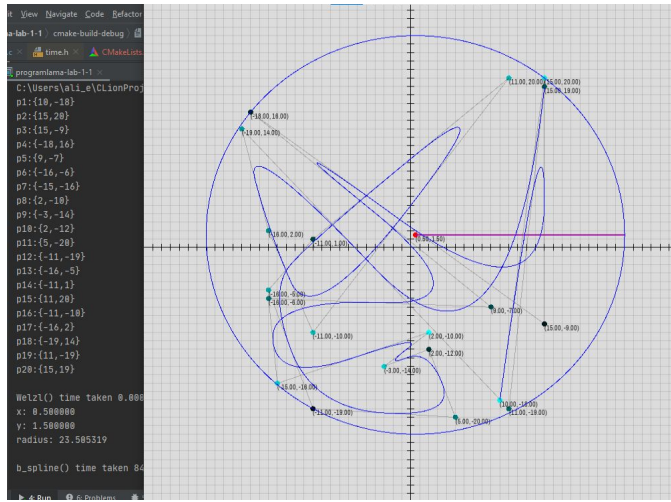 it View Navigate Code Refactor
a-lab-1-1 cmake-build-debug
.c × time.h × CMakeLists
programlama-lab-1-1 ×
C:\Users\ali_e\CLionProj
p1:{10,-18}
p2:{15,20}
p3:{15,-9}
p4:{-18,16}
p5:{9,-7}
p6:{-16,-6}
p7:{-15,-16}
p8:{2,-10}
p9:{-3,-14}
p10:{2,-12}
p11:{5,-20}
p12:{-11,-19}
p13:{-16,-5}
p14:{-11,1}
p15:{11,20}
p16:{-11,-10}
p17:{-16,2}
p18:{-19,14}
p19:{11,-19}
p20:{15,19}
Welzl() time taken 0.000
x: 0.500000
y: 1.500000
radius: 23.505319
b_spline() time taken 84
4: Run 6: Problems
(11.00, 20.00)
(15.00, 20.00)
(15.00, 19.00)
(-18.00, 16.00)
(-19.00, 14.00)
(-16.00, 2.00)
(-11.00, 1.00)
(0.50, 1.50)
(-16.00, -5.00)
(-16.00, -6.00)
(9.00, -7.00)
(15.00, -9.00)
(-11.00, -10.00)
(2.00, -10.00)
(2.00, -12.00)
(-3.00, -14.00)
(-15.00, -16.00)
(10.00, -18.00)
(-11.00, -19.00)
(11.00, -19.00)
(5.00, -20.00)